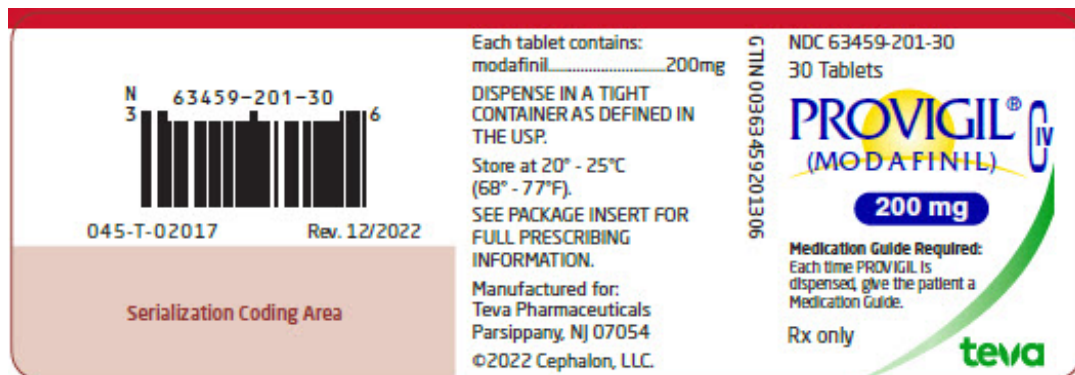 N
3 63459-201-30 6
045-T-02017 Rev. 12/2022
Serialization Coding Area
Each tablet contains:
modafinil..........................200mg
DISPENSE IN A TIGHT
CONTAINER AS DEFINED IN
THE USP.
Store at 20° - 25°C
(68° - 77°F).
SEE PACKAGE INSERT FOR
FULL PRESCRIBING
INFORMATION.
Manufactured for:
Teva Pharmaceuticals
Parsippany, NJ 07054
©2022 Cephalon, LLC.
GTIN 00363459201306
NDC 63459-201-30
30 Tablets
PROVIGIL® CIV
(MODAFINIL)
200 mg
Medication Guide Required:
Each time PROVIGIL is
dispensed, give the patient a
Medication Guide.
Rx only
teva